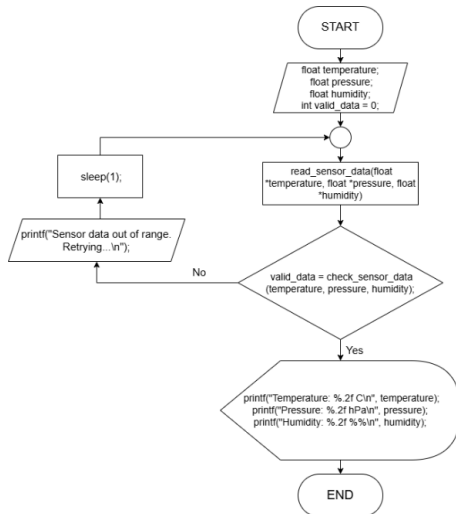 START
float temperature;
float pressure;
float humidity;
int valid_data = 0;
read_sensor_data(float
*temperature, float *pressure, float
*humidity)
sleep(1);
printf("Sensor data out of range.
Retrying...\n");
No
valid_data = check_sensor_data
(temperature, pressure, humidity);
Yes
printf("Temperature: %.2f C\n", temperature);
printf("Pressure: %.2f hPa\n", pressure);
printf("Humidity: %.2f %%\n", humidity);
END